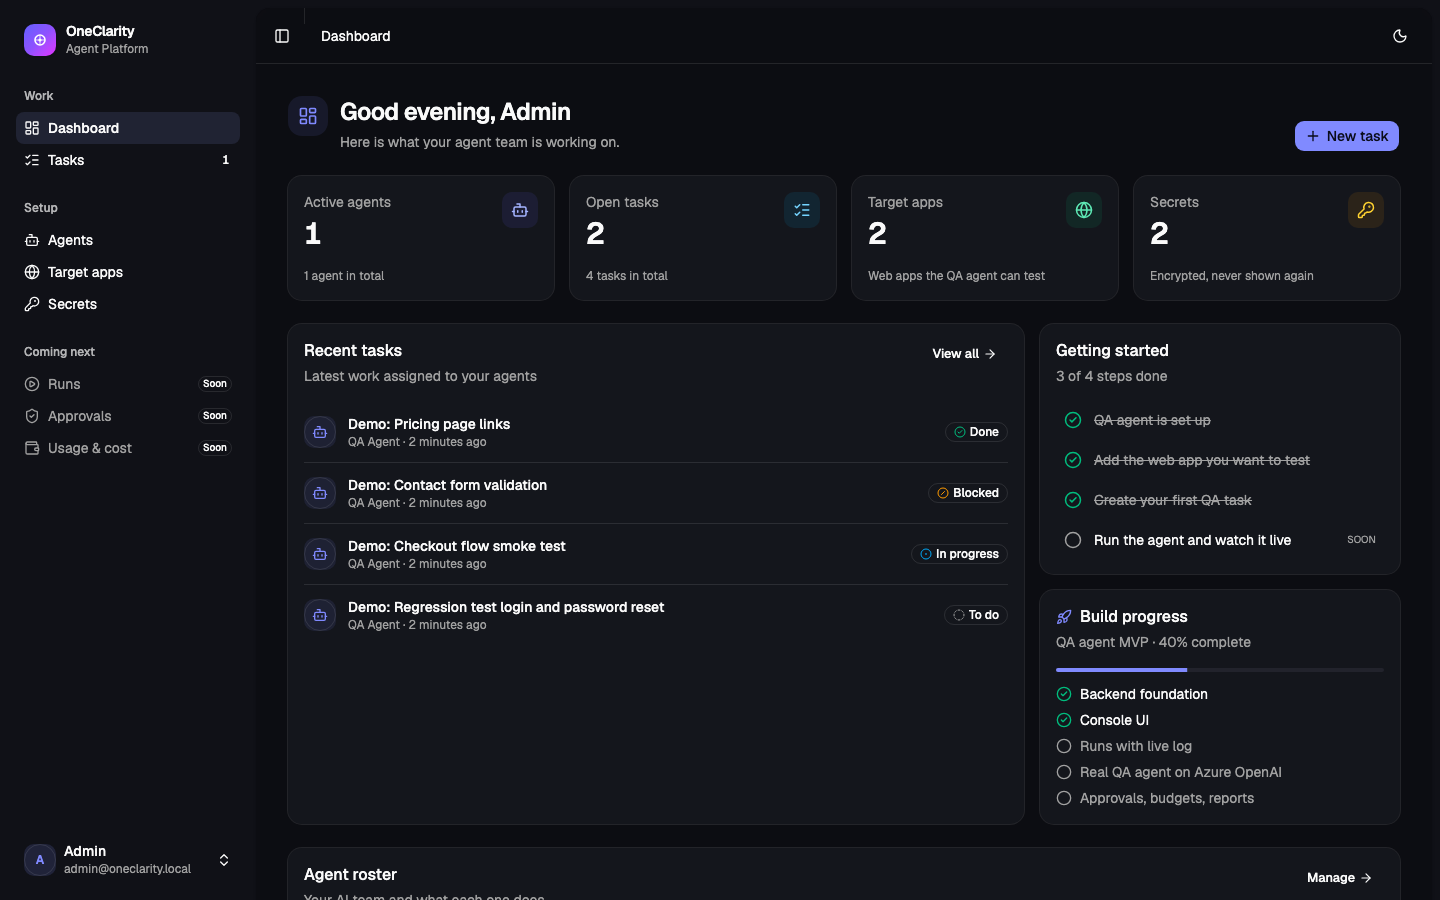 OneClarity
Agent Platform
Work
Dashboard
Tasks 1
Setup
Agents
Target apps
Secrets
Coming next
Runs Soon
Approvals Soon
Usage & cost Soon
A
Admin
admin@oneclarity.local
Dashboard
Good evening, Admin
Here is what your agent team is working on.
New task
Active agents
1
1 agent in total
Open tasks
2
4 tasks in total
Target apps
2
Web apps the QA agent can test
Secrets
2
Encrypted, never shown again
Recent tasks
Latest work assigned to your agents
View all
Demo: Pricing page links
QA Agent · 2 minutes ago
Done
Demo: Contact form validation
QA Agent · 2 minutes ago
Blocked
Demo: Checkout flow smoke test
QA Agent · 2 minutes ago
In progress
Demo: Regression test login and password reset
QA Agent · 2 minutes ago
To do
Getting started
3 of 4 steps done
QA agent is set up
Add the web app you want to test
Create your first QA task
Run the agent and watch it live SOON
Build progress
QA agent MVP · 40% complete
Backend foundation
Console UI
Runs with live log
Real QA agent on Azure OpenAI
Approvals, budgets, reports
Agent roster
Your AI team and what each one does
Manage